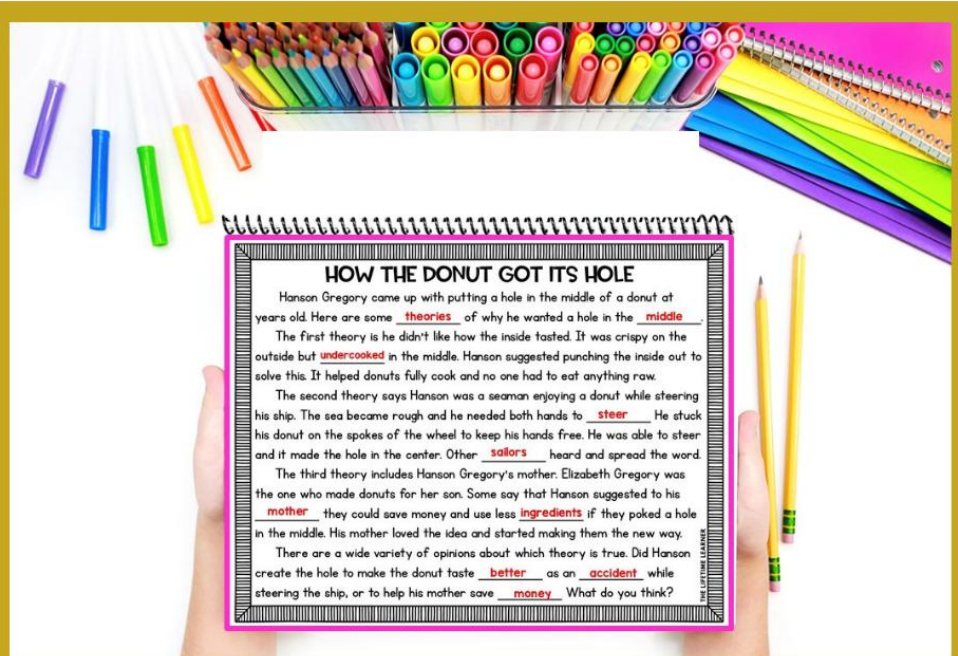 HOW THE DONUT GOT ITS HOLE
Hanson Gregory came up with putting a hole in the middle of a donut at
years old. Here are some theories of why he wanted a hole in the middle.
The first theory is he didn't like how the inside tasted. It was crispy on the
outside but undercooked in the middle. Hanson suggested punching the inside out to
solve this. It helped donuts fully cook and no one had to eat anything raw.
The second theory says Hanson was a seaman enjoying a donut while steering
his ship. The sea became rough and he needed both hands to steer He stuck
his donut on the spokes of the wheel to keep his hands free. He was able to steer
and it made the hole in the center. Other sailors heard and spread the word.
The third theory includes Hanson Gregory's mother. Elizabeth Gregory was
the one who made donuts for her son. Some say that Hanson suggested to his
mother they could save money and use less ingredients if they poked a hole
in the middle. His mother loved the idea and started making them the new way.
There are a wide variety of opinions about which theory is true. Did Hanson
create the hole to make the donut taste better as an accident while
steering the ship, or to help his mother save money What do you think?
THE LIFETIME LEARNER